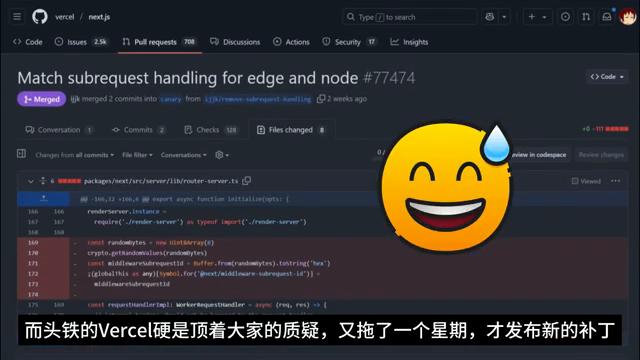 vercel / next.js
Type / to search
Code
Issues 2.5k
Pull requests 708
Discussions
Actions
Security 17
Insights
Match subrequest handling for edge and node #77474
Code
Merged
ijjk merged 2 commits into canary from ijjk/remove-subrequest-handling 2 weeks ago
Conversation 1
Commits 2
Checks 128
Files changed 8
+0 -111
Changes from all commits
File filter
Conversations
0 /
view in codespace
Review changes
6 packages/next/src/server/lib/router-server.ts
Viewed
@@ -166,12 +166,6 @@ export async function initialize(opts: {
166 166 renderServer.instance =
167 167 require('./render-server') as typeof import('./render-server')
168 168
169 - const randomBytes = new Uint8Array(8)
170 - crypto.getRandomValues(randomBytes)
171 - const middlewareSubrequestId = Buffer.from(randomBytes).toString('hex')
172 - ;(globalThis as any)[Symbol.for('@next/middleware-subrequest-id')] =
173 - middlewareSubrequestId
174 -
175 169 const requestHandlerImpl: WorkerRequestHandler = async (req, res) => {
而头铁的Vercel硬是顶着大家的质疑，又拖了一个星期，才发布新的补丁